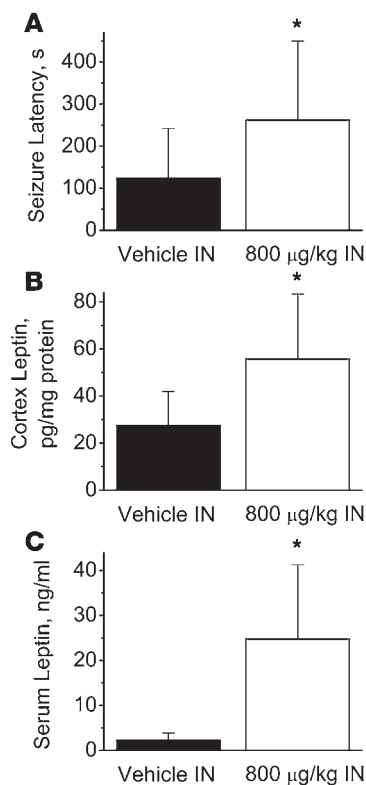 A
*
Seizure Latency, s
400
300
200
100
0
Vehicle IN
800 μg/kg IN
B
*
Cortex Leptin,
pg/mg protein
80
60
40
20
0
Vehicle IN
800 μg/kg IN
C
*
Serum Leptin, ng/ml
40
30
20
10
0
Vehicle IN
800 μg/kg IN